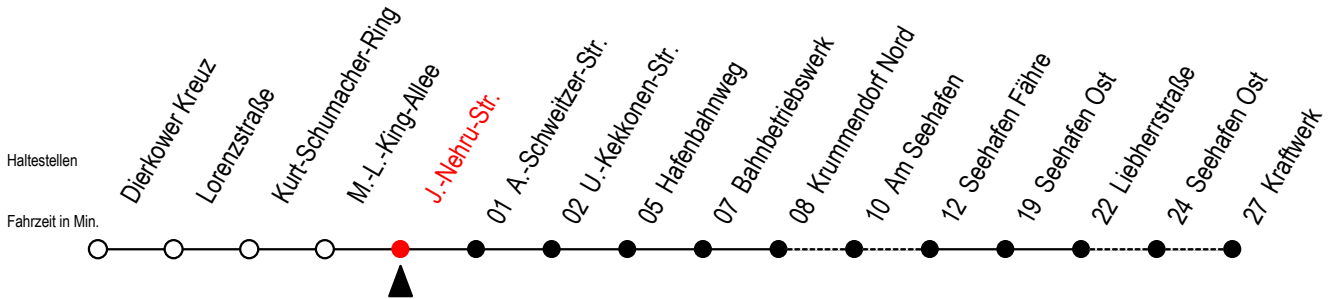 Haltestellen
Fahrzeit in Min.
Dierkower Kreuz
Lorenzstraße
Kurt-Schumacher-Ring
M.-L.-King-Allee
J.-Nehru-Str.
01 A.-Schweitzer-Str.
02 U.-Kekkonen-Str.
05 Hafenbahnweg
07 Bahnbetriebswerk
08 Krummendorf Nord
10 Am Seehafen
12 Seehafen Fähre
19 Seehafen Ost
22 Liebherrstraße
24 Seehafen Ost
27 Kraftwerk